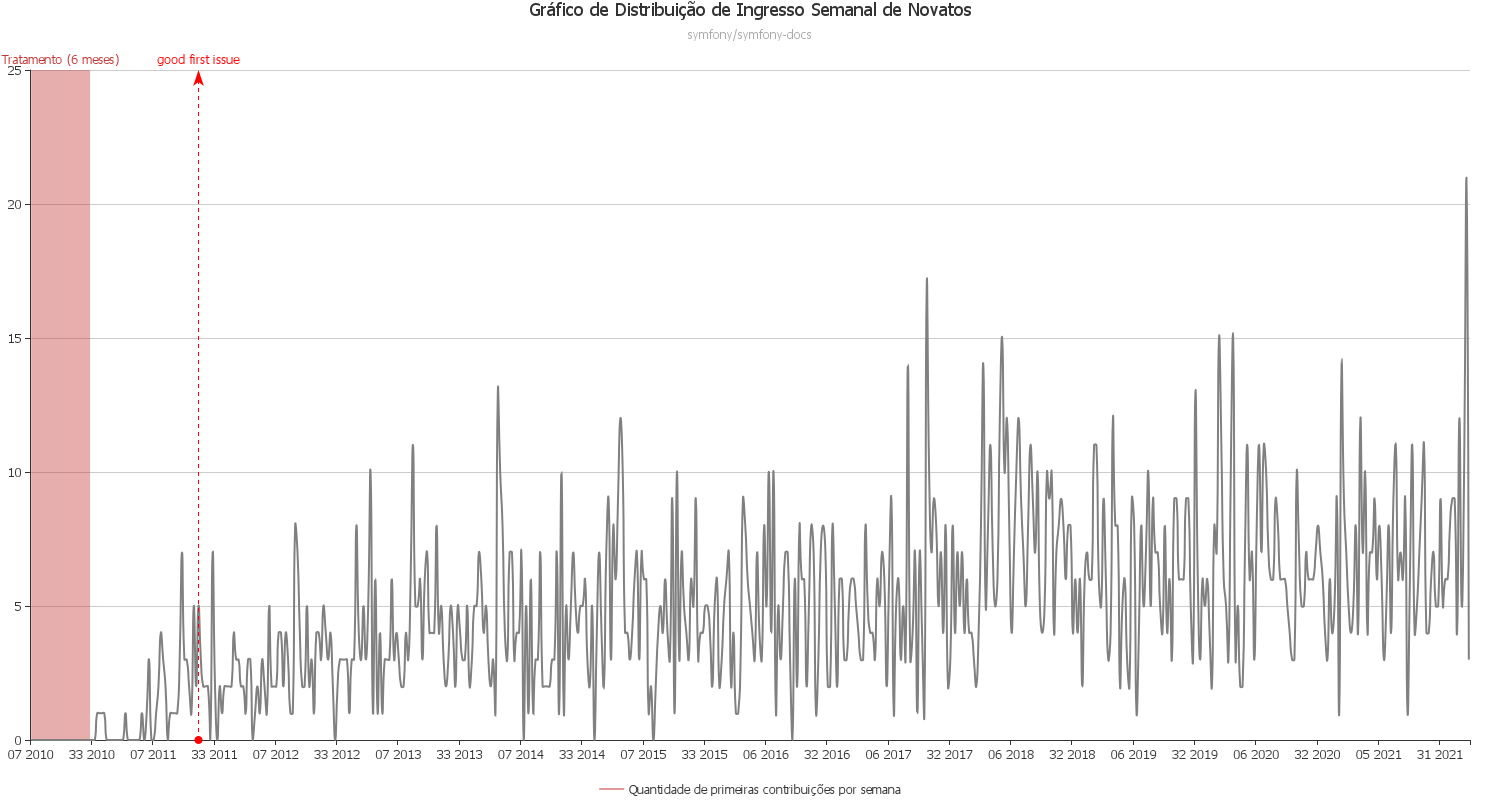 Gráfico de Distribuição de Ingresso Semanal de Novatos
symfony/symfony-docs
Tratamento (6 meses) good first issue
25
20
15
10
5
0
07 2010 33 2010 07 2011 33 2011 07 2012 33 2012 07 2013 33 2013 07 2014 33 2014 07 2015 33 2015 06 2016 32 2016 06 2017 32 2017 06 2018 32 2018 06 2019 32 2019 06 2020 32 2020 05 2021 31 2021
Quantidade de primeiras contribuições por semana